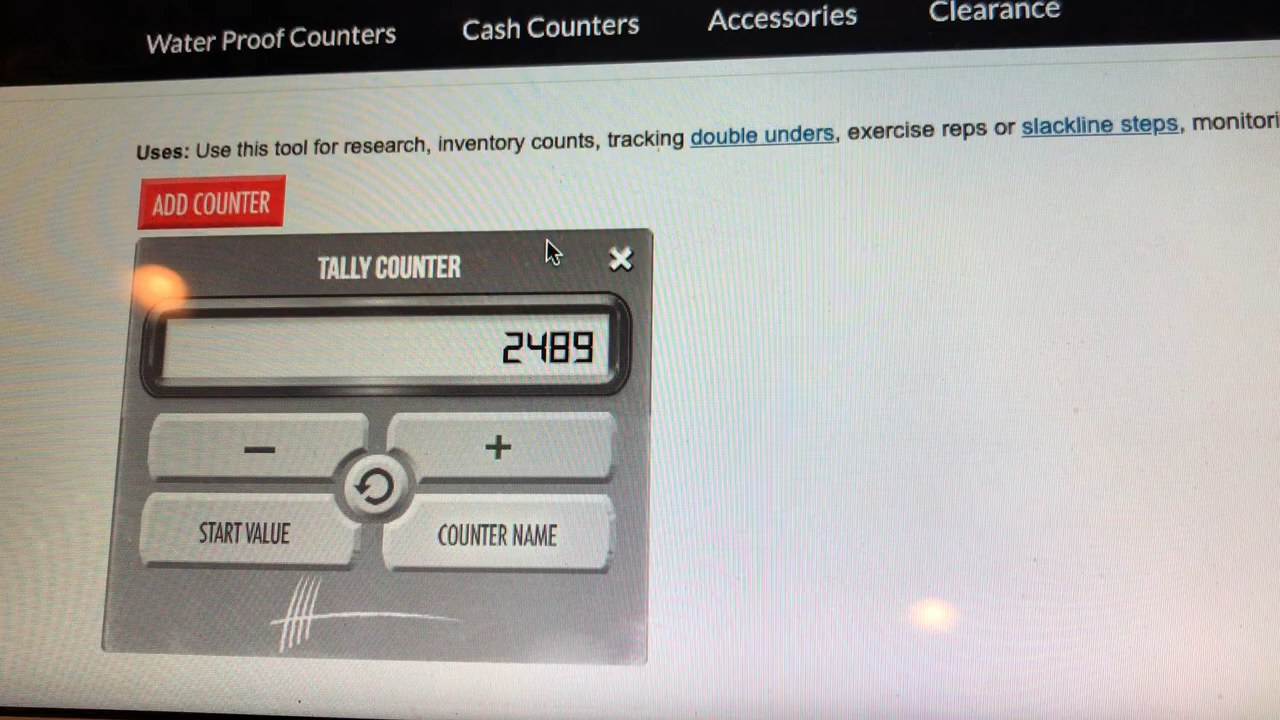 Water Proof Counters Cash Counters Accessories Clearance
Uses: Use this tool for research, inventory counts, tracking double unders, exercise reps or slackline steps,
ADD COUNTER
TALLY COUNTER
2489
− +
START VALUE COUNTER NAME